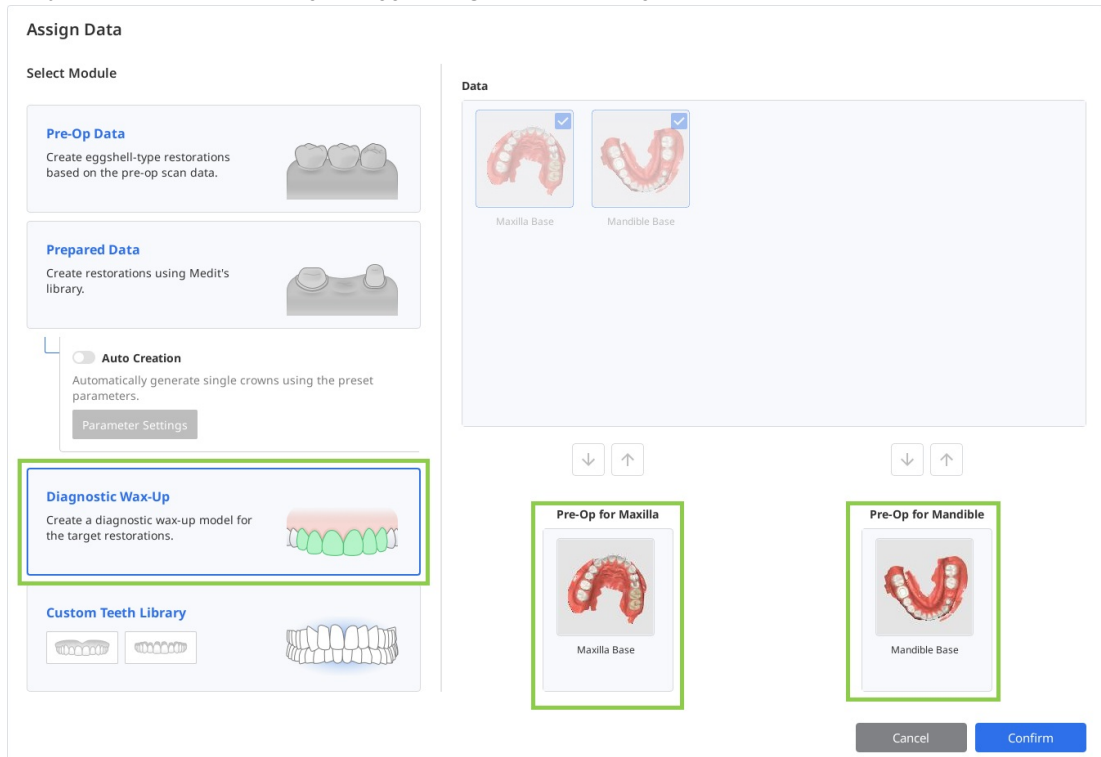 Assign Data
Select Module
Pre-Op Data
Create eggshell-type restorations
based on the pre-op scan data.
Prepared Data
Create restorations using Medit's
library.
Auto Creation
Automatically generate single crowns using the preset
parameters.
Parameter Settings
Diagnostic Wax-Up
Create a diagnostic wax-up model for
the target restorations.
Custom Teeth Library
Data
Maxilla Base
Mandible Base
Pre-Op for Maxilla
Maxilla Base
Pre-Op for Mandible
Mandible Base
Cancel
Confirm